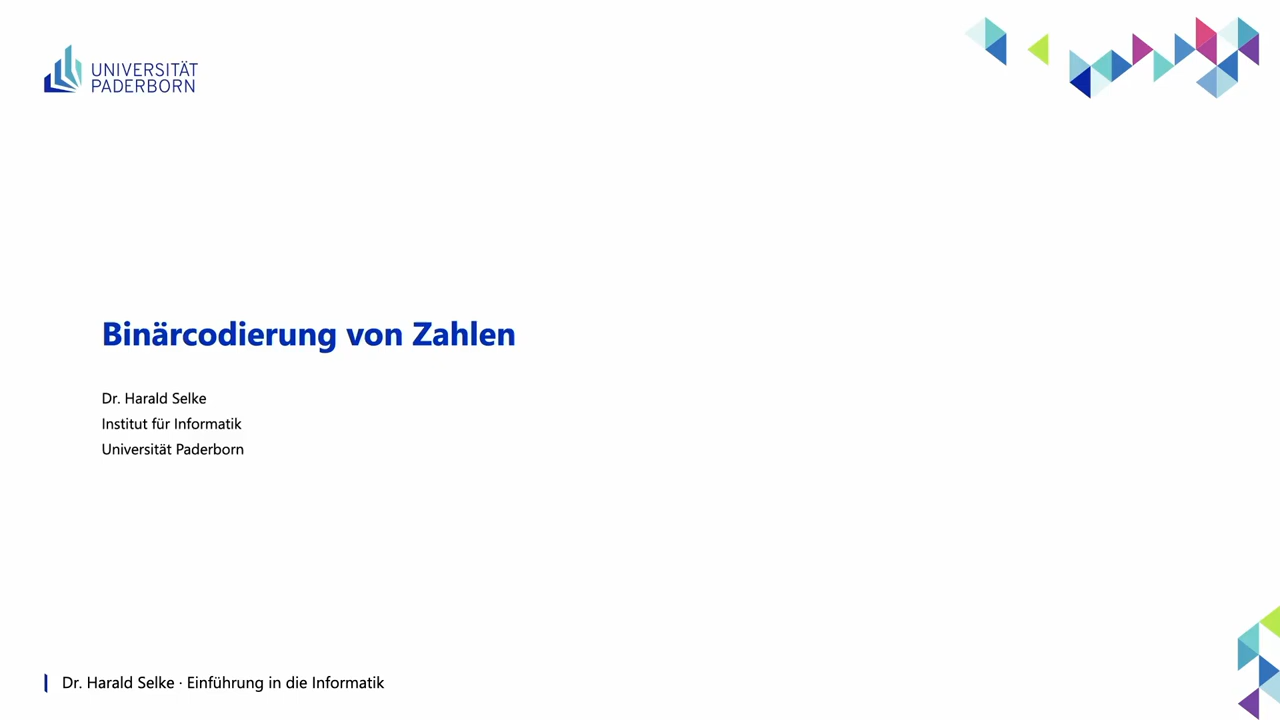 UNIVERSITÄT
PADERBORN
Binärcodierung von Zahlen
Dr. Harald Selke
Institut für Informatik
Universität Paderborn
Dr. Harald Selke · Einführung in die Informatik